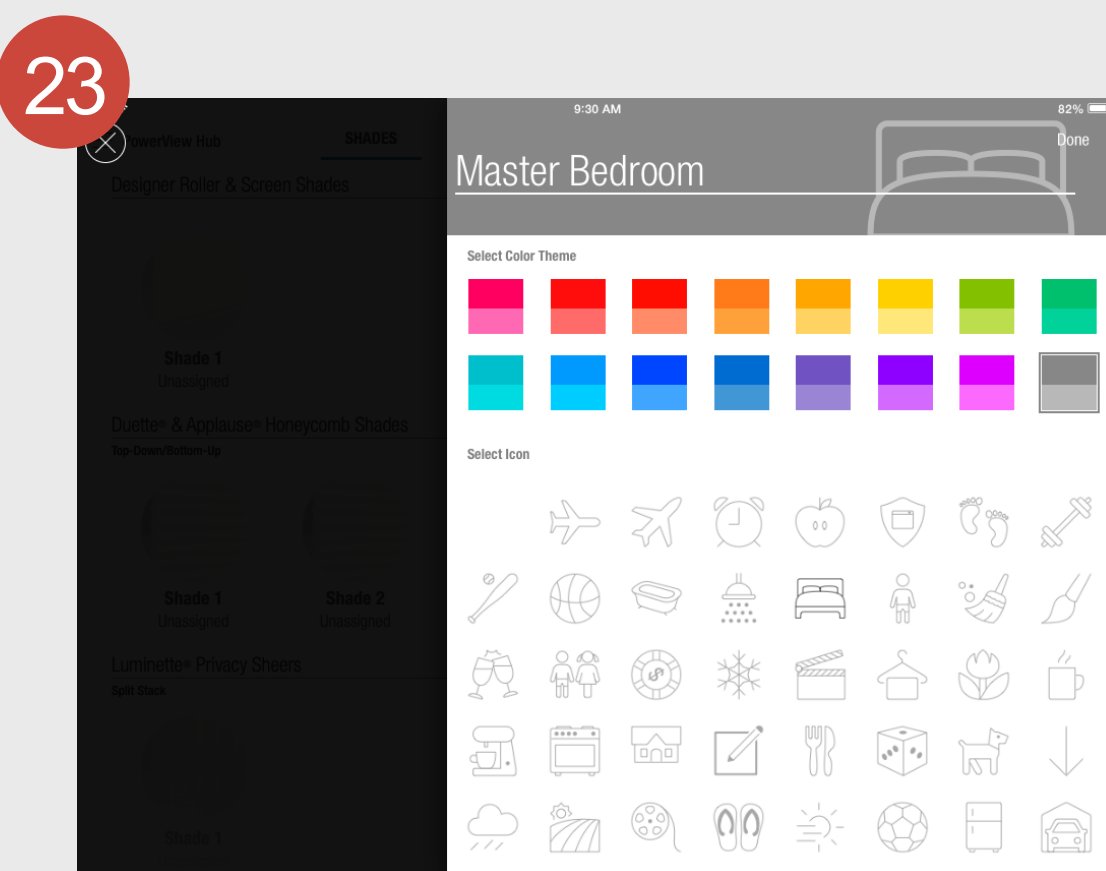 23
9:30 AM
82%
PowerView Hub
SHADES
Done
Master Bedroom
Designer Roller & Screen Shades
Select Color Theme
Shade 1
Unassigned
Duette® & Applause® Honeycomb Shades
Top-Down/Bottom-Up
Select Icon
Shade 1
Shade 2
Unassigned
Unassigned
Luminette® Privacy Sheers
Split Stack
Shade 1